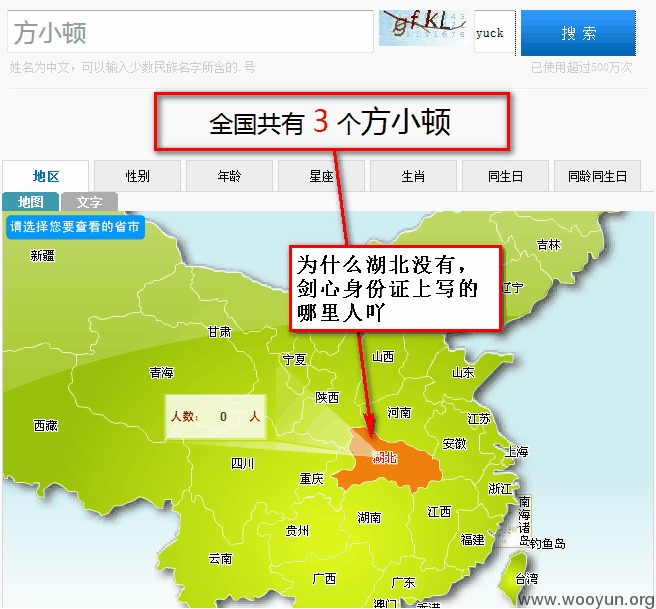 方小顿
gfKL
yuck
搜 索
姓名为中文，可以输入少数民族名字所含的.号
已使用超过500万次
全国共有 3 个方小顿
地区
性别
年龄
星座
生肖
同生日
同龄同生日
地图
文字
请选择您要查看的省市
为什么湖北没有，
剑心身份证上写的
哪里人吖
新疆
吉林
辽宁
甘肃
宁夏
山西
青海
山东
陕西
河南
人数： 0 人
江苏
西藏
安徽
上海
四川
湖北
重庆
浙江
南海诸岛
湖南
江西
贵州
福建
钓鱼岛
云南
广西
广东
台湾
澳门
香港
www.wooyun.org